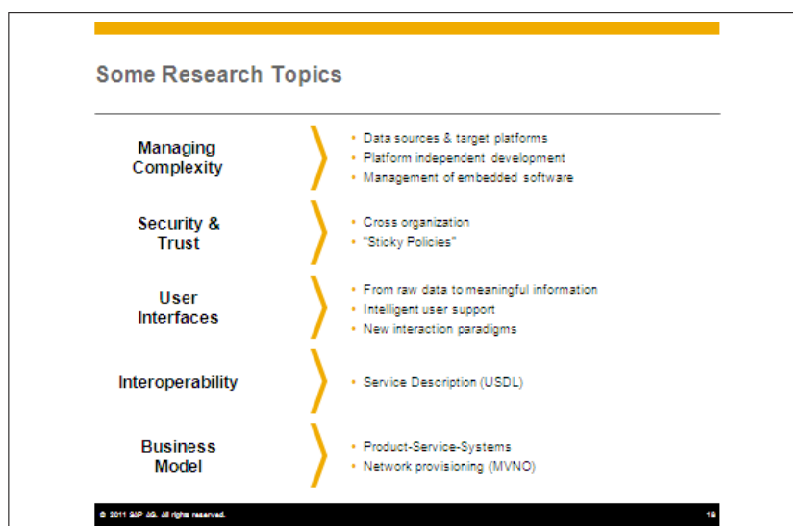 Some Research Topics
Managing
Complexity
• Data sources & target platforms
• Platform independent development
• Management of embedded software
Security &
Trust
• Cross organization
• "Sticky Policies"
User
Interfaces
• From raw data to meaningful information
• Intelligent user support
• New interaction paradigms
Interoperability
• Service Description (USDL)
Business
Model
• Product-Service-Systems
• Network provisioning (MVNO)
© 2011 SAP AG. All rights reserved.